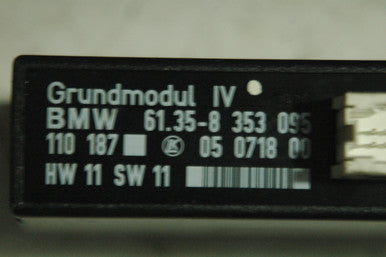 Grundmodul IV
BMW 61.35-8 353 095
110 187 05 0718 00
HW 11 SW 11